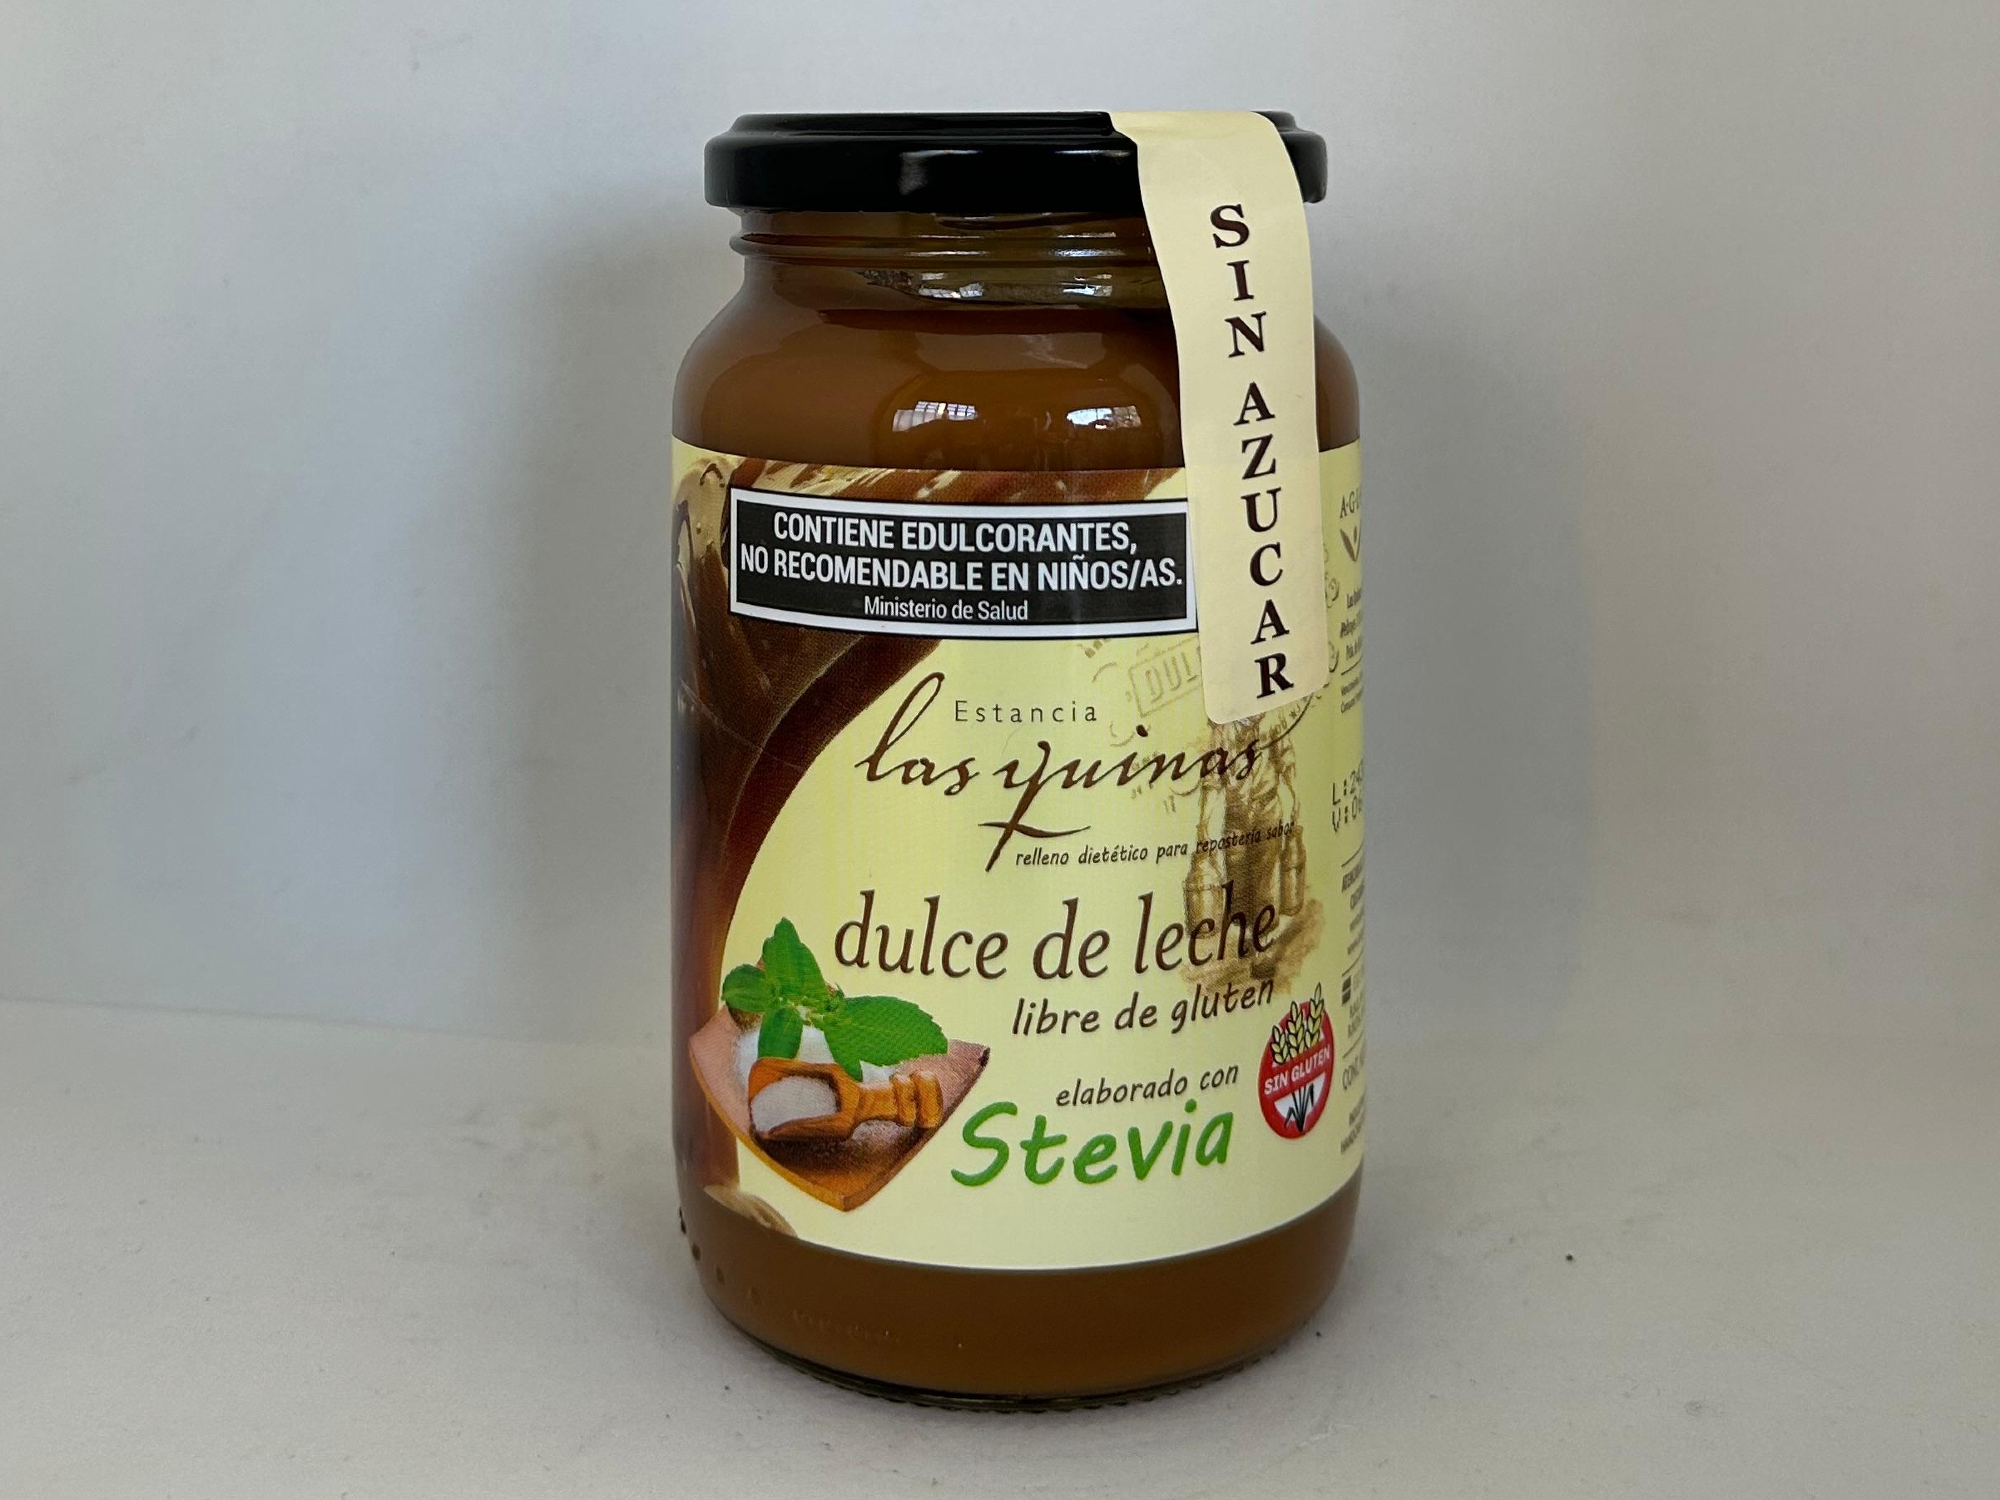 SIN AZUCAR
CONTIENE EDULCORANTES,
NO RECOMENDABLE EN NIÑOS/AS.
Ministerio de Salud
Estancia
las quinas
relleno dietético para repostería sabor
dulce de leche
libre de gluten
elaborado con
Stevia
SIN GLUTEN